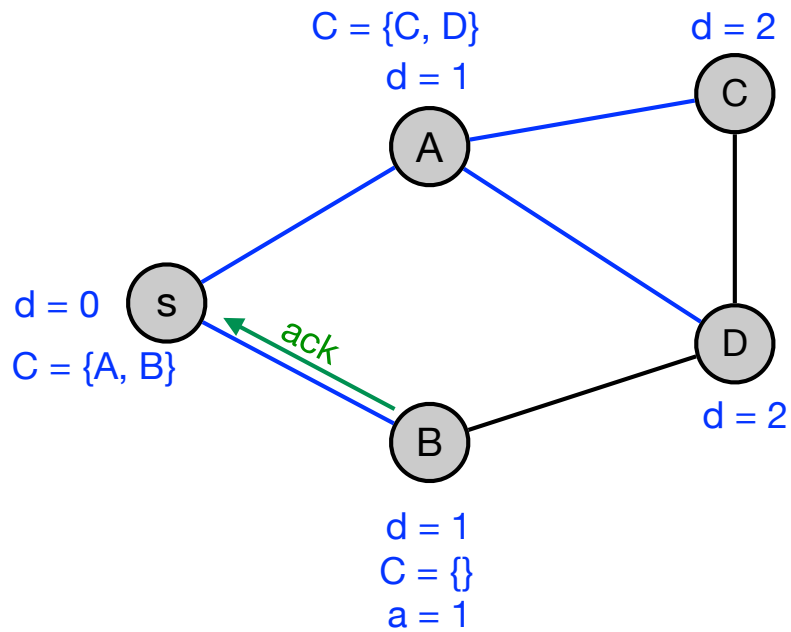 C = {C, D}
d = 1
d = 2
C
A
s
d = 0
C = {A, B}
ack
D
d = 2
B
d = 1
C = {}
a = 1